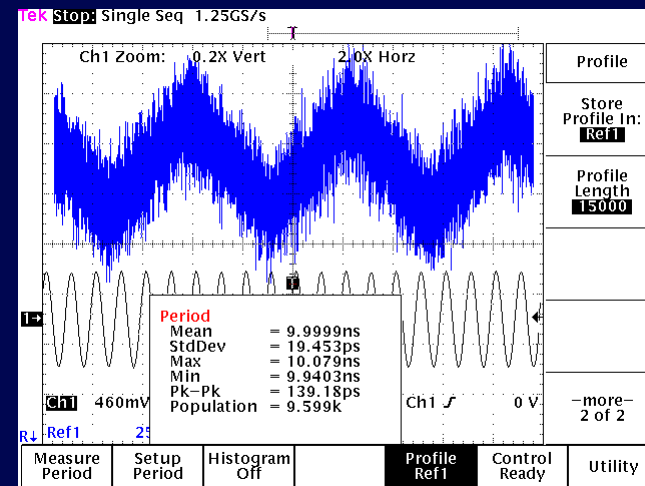 Tek Stop: Single Seq 1.25GS/s
T
Ch1 Zoom: 0.2X Vert 2.0X Horz
Profile
Store
Profile In:
Ref1
Profile
Length
15000
T
1→
Period
Mean = 9.9999ns
StdDev = 19.453ps
Max = 10.079ns
Min = 9.9403ns
Pk-Pk = 139.18ps
Population = 9.599k
Ch1 460mV
Ch1 0 V
-more-
2 of 2
R↓ Ref1
Measure
Period
Setup
Period
Histogram
Off
Profile
Ref1
Control
Ready
Utility